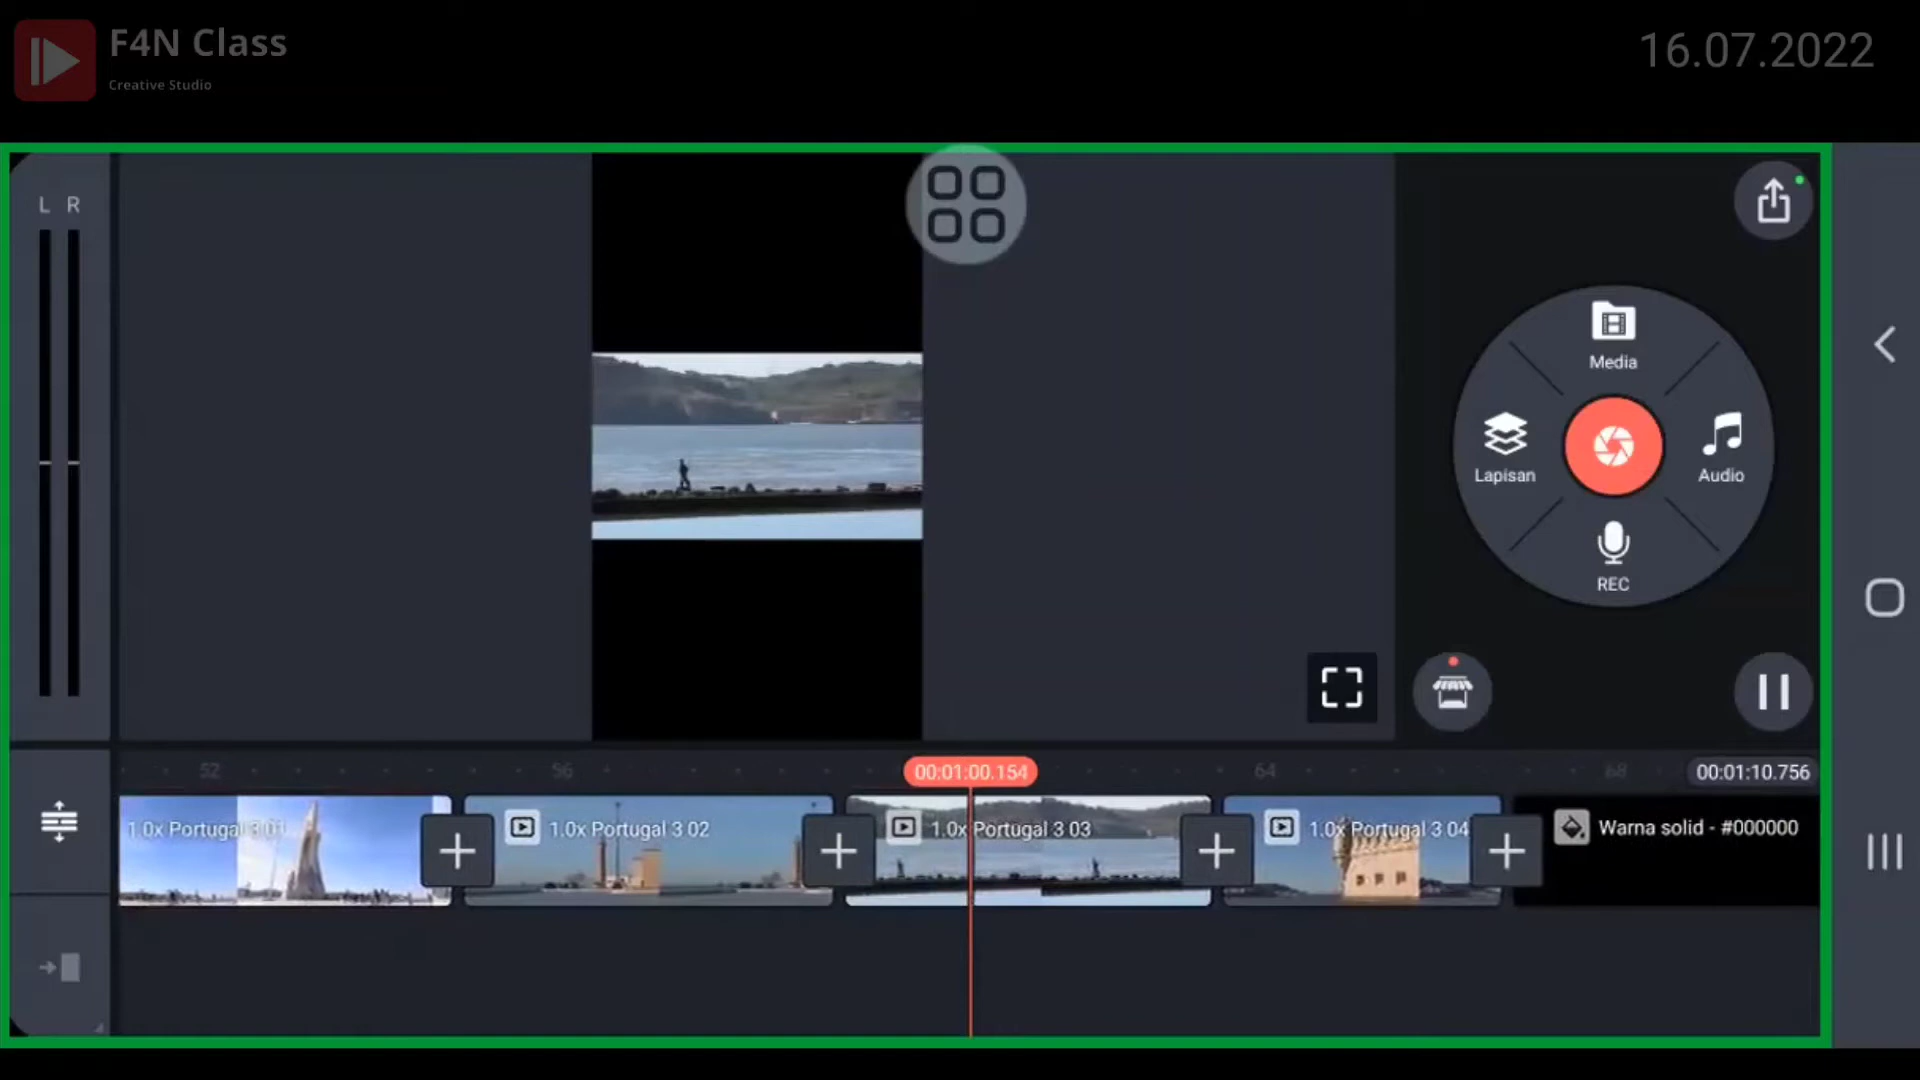 F4N Class
Creative Studio
16.07.2022
L R
Media
Lapisan
Audio
REC
52
56
00:01:00.154
64
68
00:01:10.756
1.0x Portugal 3 01
1.0x Portugal 3 02
1.0x Portugal 3 03
1.0x Portugal 3 04
Warna solid - #000000